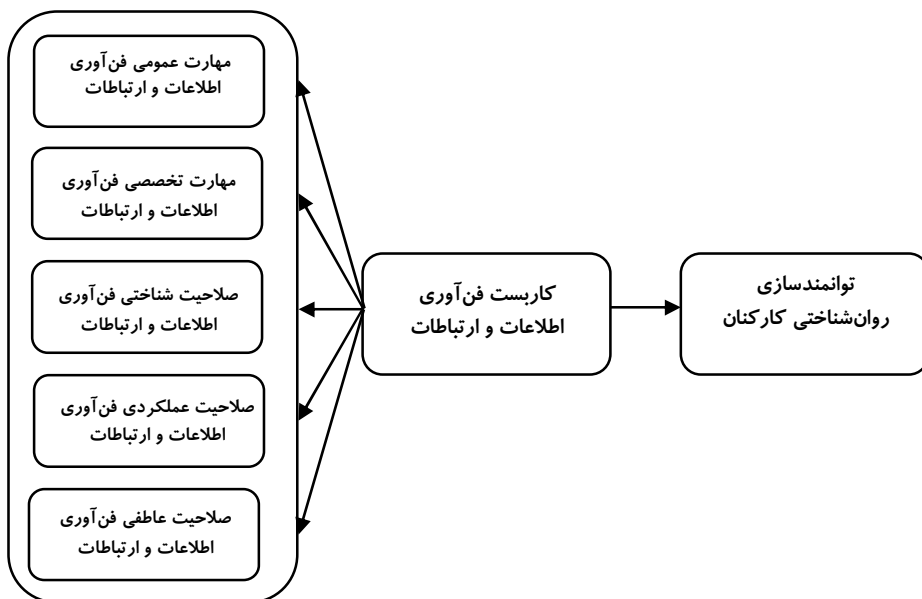 مهارت عمومی فن‌آوری
اطلاعات و ارتباطات
مهارت تخصصی فن‌آوری
اطلاعات و ارتباطات
صلاحیت شناختی فن‌آوری
اطلاعات و ارتباطات
صلاحیت عملکردی فن‌آوری
اطلاعات و ارتباطات
صلاحیت عاطفی فن‌آوری
اطلاعات و ارتباطات
کاربست فن‌آوری
اطلاعات و ارتباطات
توانمندسازی
روان‌شناختی کارکنان